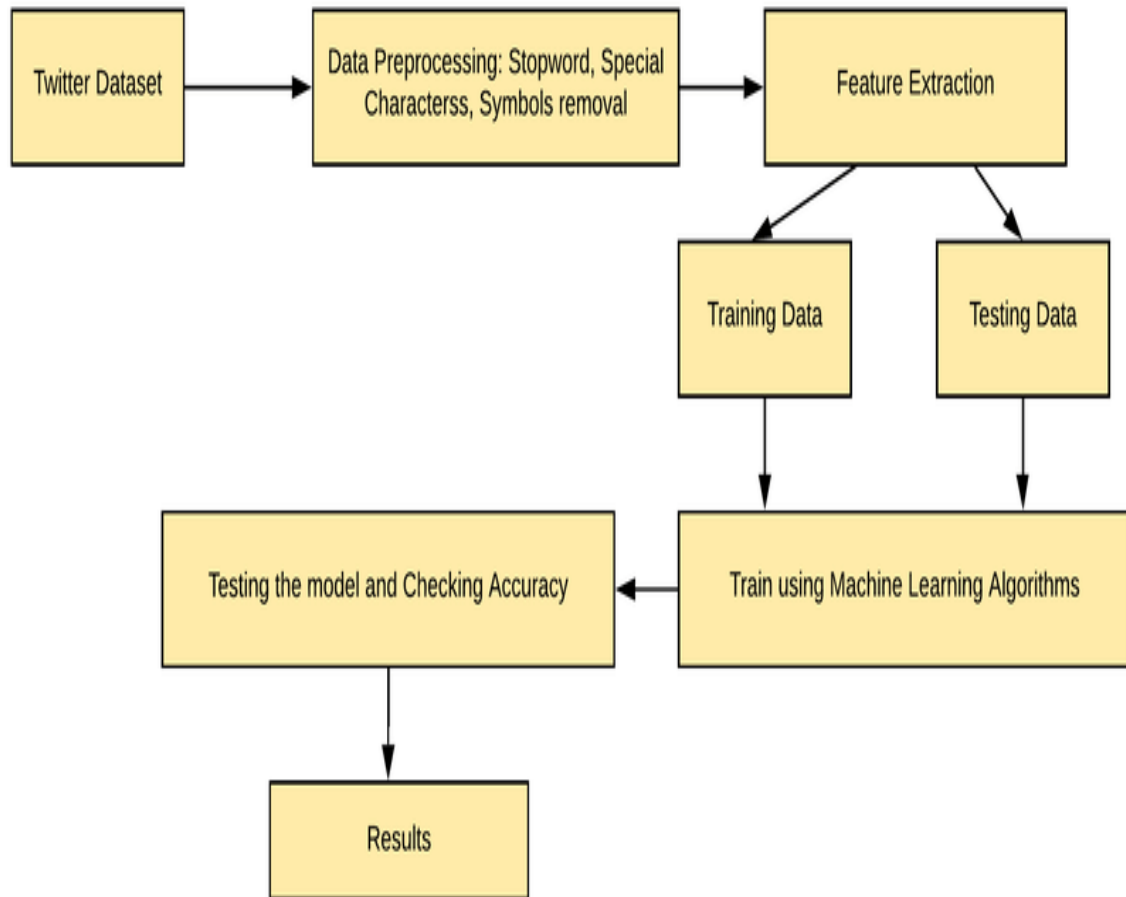 Twitter Dataset
Data Preprocessing: Stopword, Special
Characterss, Symbols removal
Feature Extraction
Training Data
Testing Data
Train using Machine Learning Algorithms
Testing the model and Checking Accuracy
Results